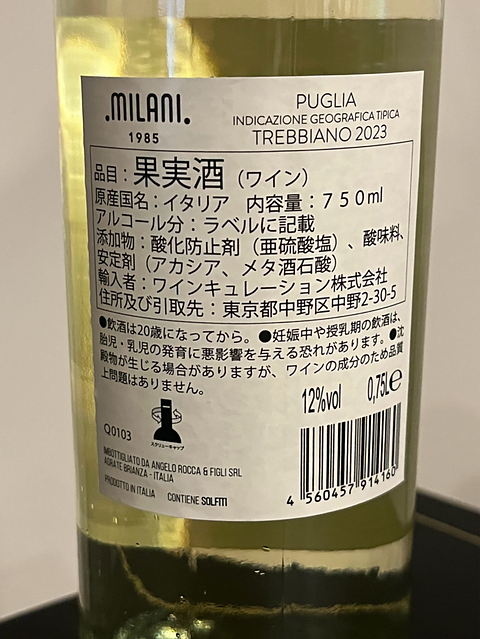 .MILANI.
1985
PUGLIA
INDICAZIONE GEOGRAFICA TIPICA
TREBBIANO 2023
品目：果実酒（ワイン）
原産国名：イタリア　内容量：７５０ml
アルコール分：ラベルに記載
添加物：酸化防止剤（亜硫酸塩）、酸味料、
安定剤（アカシア、メタ酒石酸）
輸入者：ワインキュレーション株式会社
住所及び引取先：東京都中野区中野2-30-5
●飲酒は20歳になってから。●妊娠中や授乳期の飲酒は、
胎児・乳児の発育に悪影響を与える恐れがあります。●沈
殿物が生じる場合がありますが、ワインの成分のため品質
上問題はありません。
12%vol 0,75L℮
Q0103
スクリューキャップ
IMBOTTIGLIATO DA ANGELO ROCCA & FIGLI SRL
AGRATE BRIANZA - ITALIA
PRODOTTO IN ITALIA CONTIENE SOLFITI
4 560457 914160